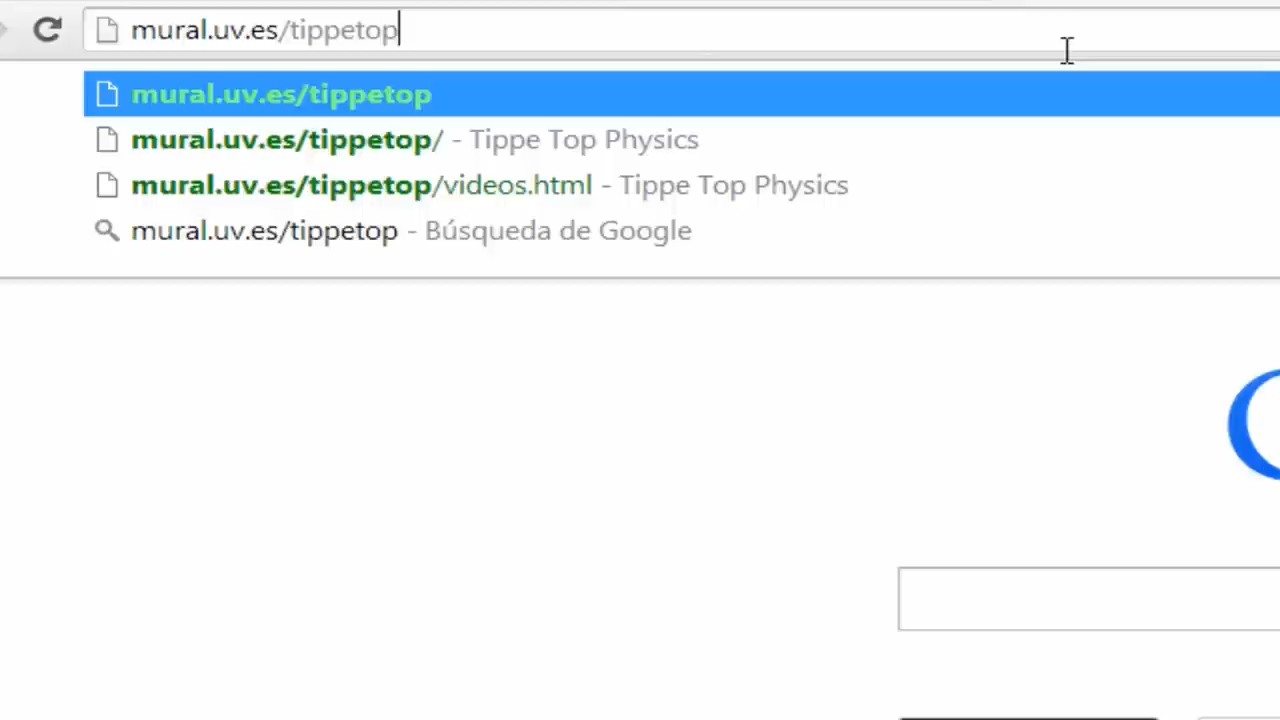 mural.uv.es/tippetop
mural.uv.es/tippetop
mural.uv.es/tippetop/ - Tippe Top Physics
mural.uv.es/tippetop/videos.html - Tippe Top Physics
mural.uv.es/tippetop - Búsqueda de Google